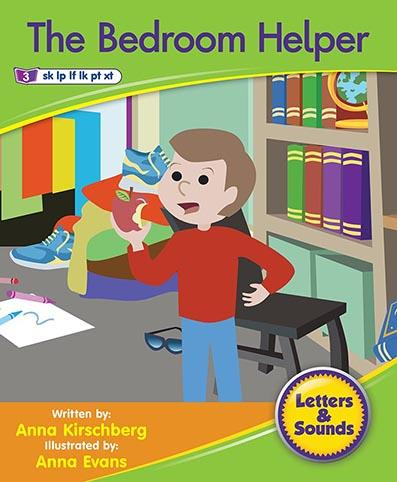 The Bedroom Helper
3 sk lp lf lk pt xt
Letters
&
Sounds
Written by:
Anna Kirschberg
Illustrated by:
Anna Evans